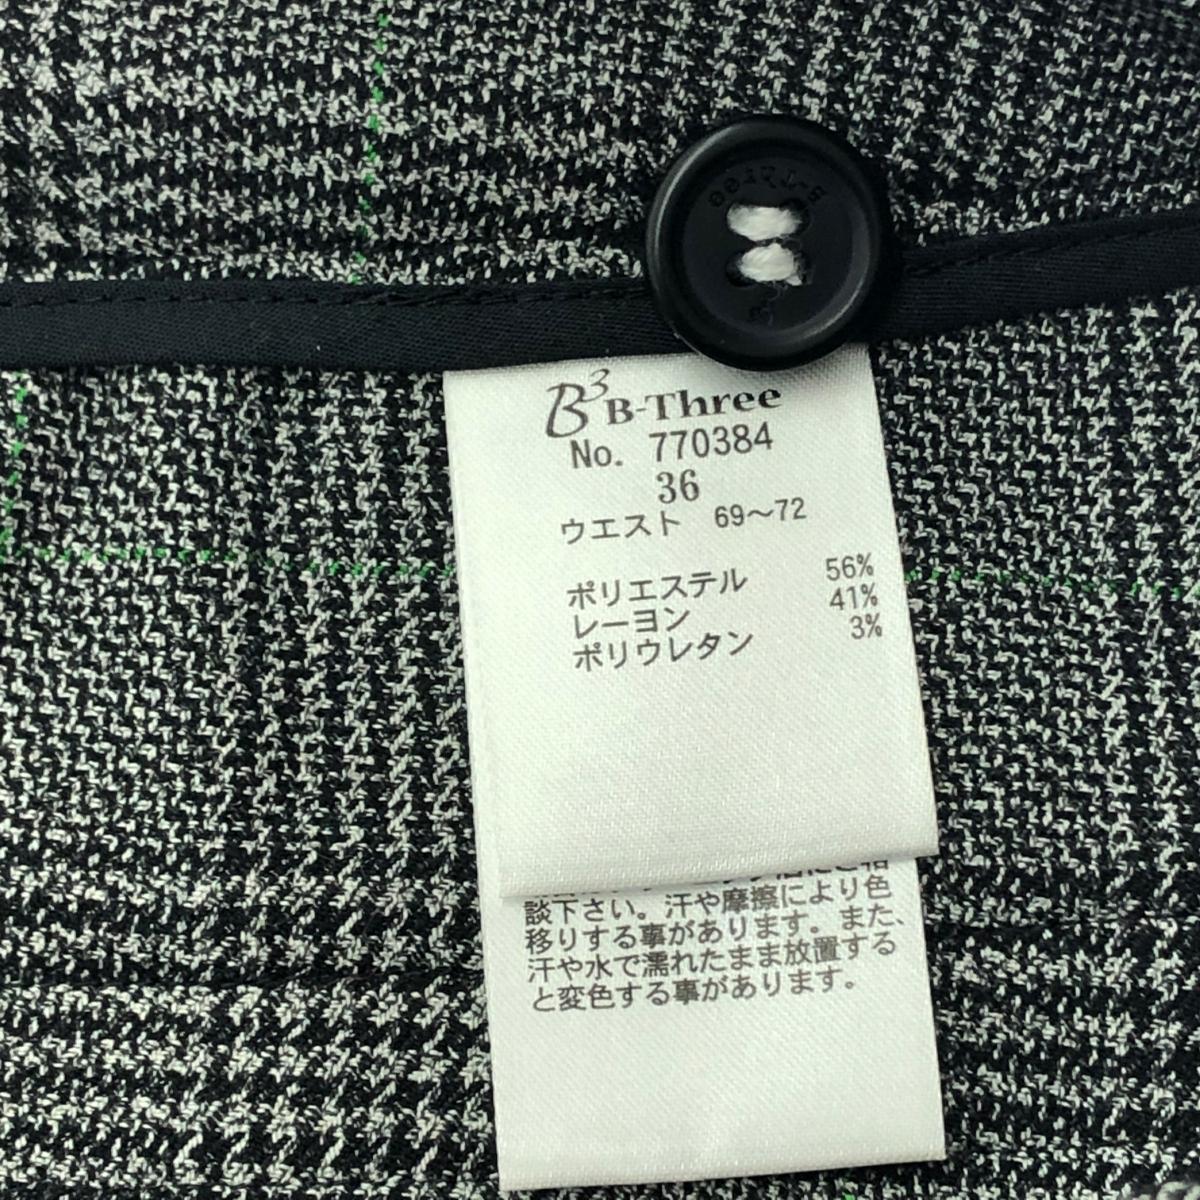 B-Three
B³ B-Three
No. 770384
36
ウエスト 69～72
ポリエステル 56%
レーヨン 41%
ポリウレタン 3%
談下さい。汗や摩擦により色
移りする事があります。また、
汗や水で濡れたまま放置する
と変色する事があります。